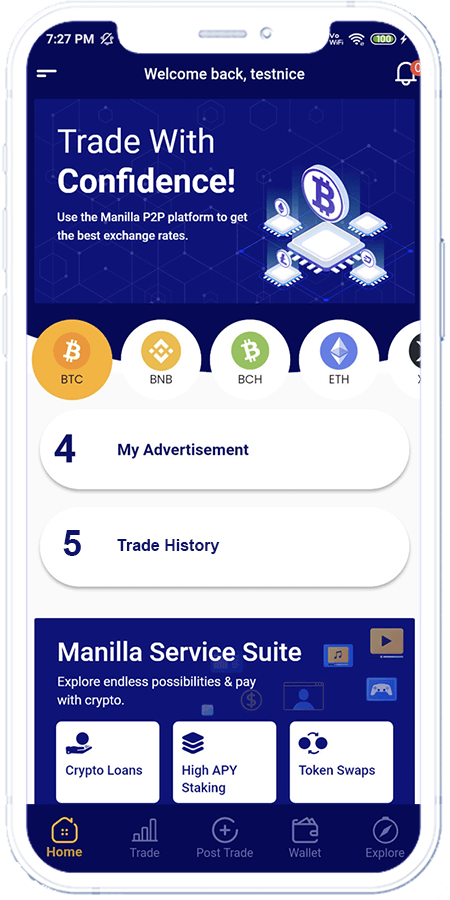 7:27 PM
Vo
WiFi
100
Welcome back, testnice
0
Trade With
Confidence!
Use the Manilla P2P platform to get
the best exchange rates.
BTC
BNB
BCH
ETH
4 My Advertisement
5 Trade History
Manilla Service Suite
Explore endless possibilities & pay
with crypto.
Crypto Loans
High APY
Staking
Token Swaps
Home
Trade
Post Trade
Wallet
Explore